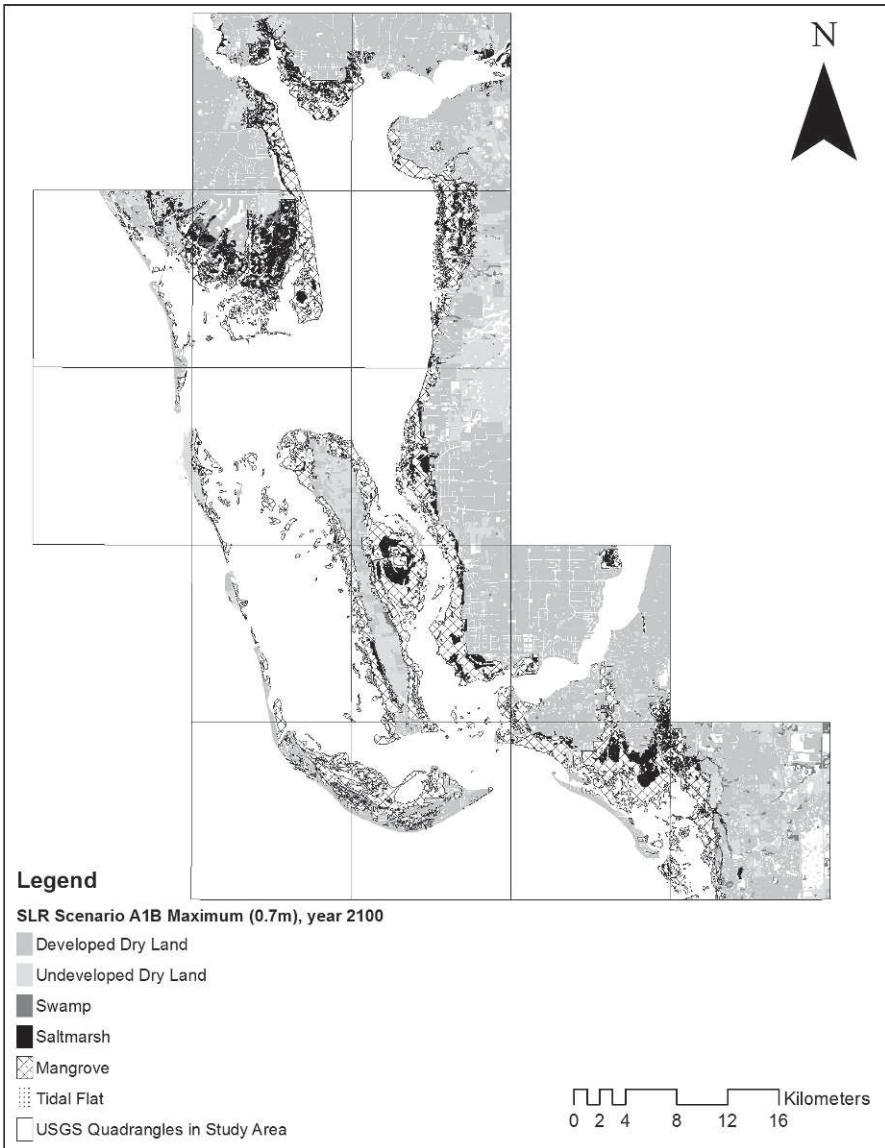 N
Legend
SLR Scenario A1B Maximum (0.7m), year 2100
Developed Dry Land
Undeveloped Dry Land
Swamp
Saltmarsh
Mangrove
Tidal Flat
USGS Quadrangles in Study Area
Kilometers
0 2 4 8 12 16